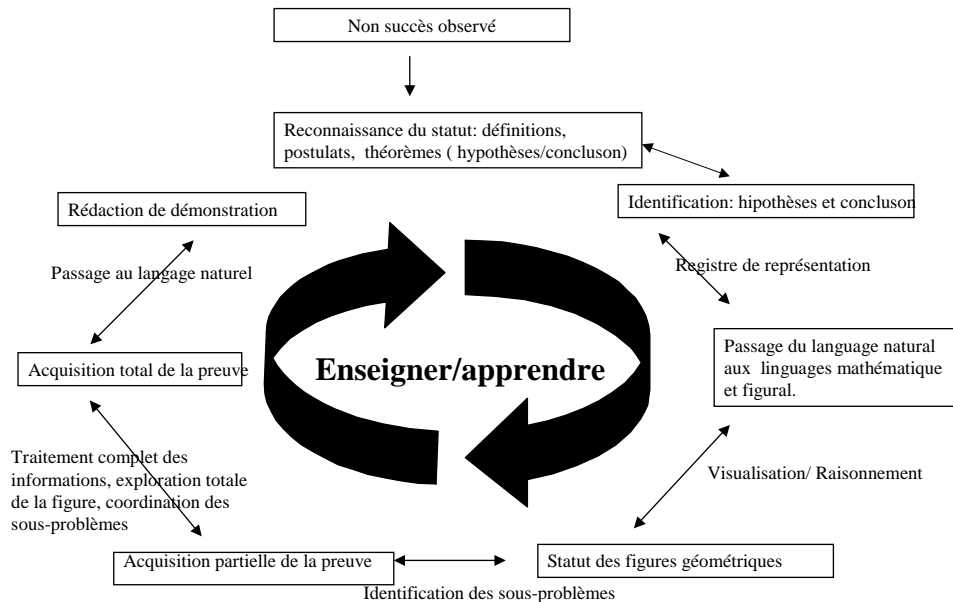 Non succès observé
Reconnaissance du statut: définitions,
postulats, théorèmes ( hypothèses/concluson)
Rédaction de démonstration
Identification: hipothèses et concluson
Passage au langage naturel
Registre de représentation
Enseigner/apprendre
Acquisition total de la preuve
Passage du language natural
aux linguages mathématique
et figural.
Traitement complet des
informations, exploration totale
de la figure, coordination des
sous-problèmes
Visualisation/ Raisonnement
Acquisition partielle de la preuve
Statut des figures géométriques
Identification des sous-problèmes